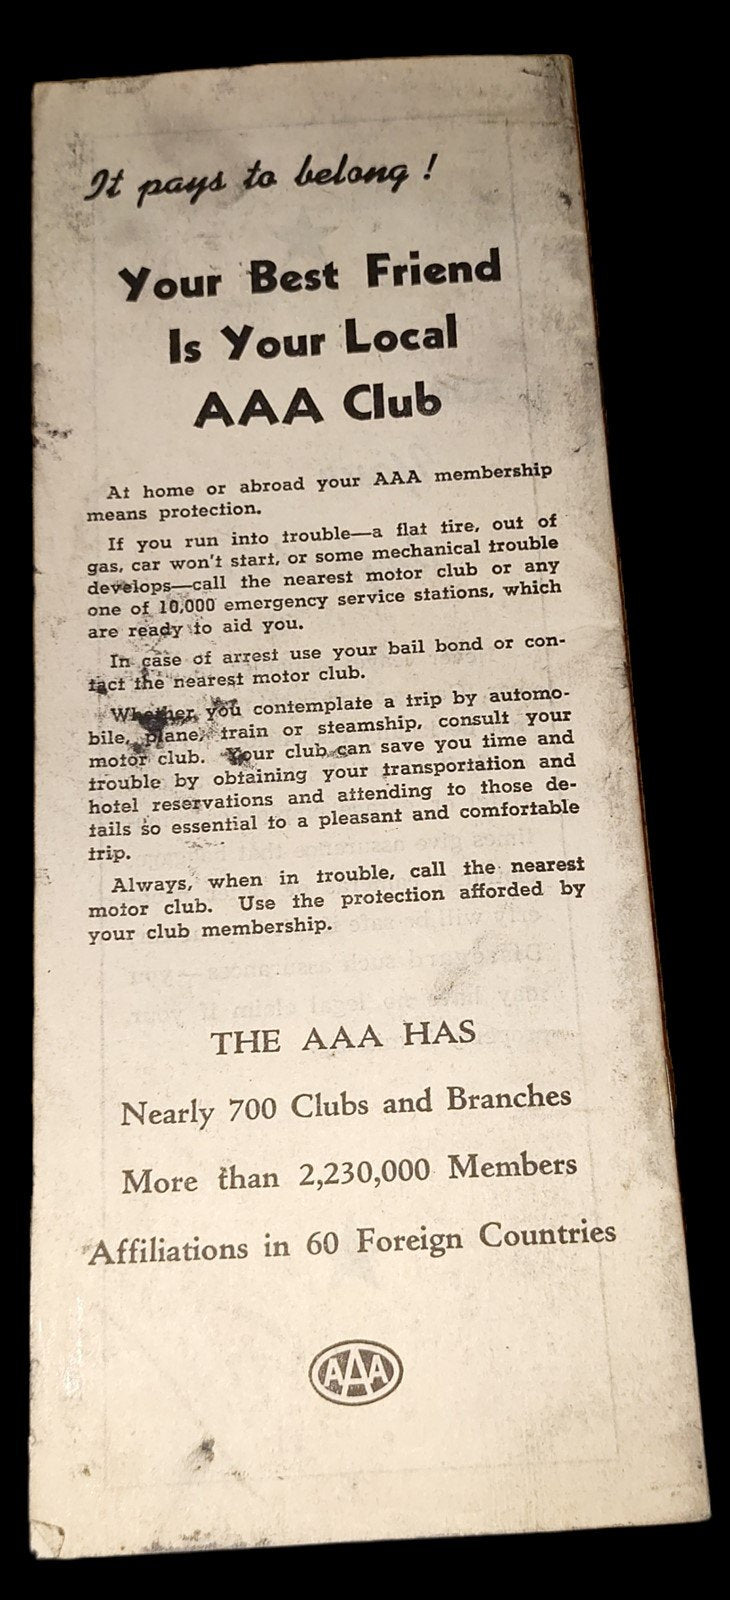 It pays to belong!
Your Best Friend
Is Your Local
AAA Club
At home or abroad your AAA membership
means protection.
If you run into trouble—a flat tire, out of
gas, car won't start, or some mechanical trouble
develops—call the nearest motor club or any
one of 10,000 emergency service stations, which
are ready to aid you.
In case of arrest use your bail bond or con-
tact the nearest motor club.
Whether you contemplate a trip by automo-
bile, plane, train or steamship, consult your
motor club. Your club can save you time and
trouble by obtaining your transportation and
hotel reservations and attending to those de-
tails so essential to a pleasant and comfortable
trip.
Always, when in trouble, call the nearest
motor club. Use the protection afforded by
your club membership.
THE AAA HAS
Nearly 700 Clubs and Branches
More than 2,230,000 Members
Affiliations in 60 Foreign Countries
AAA